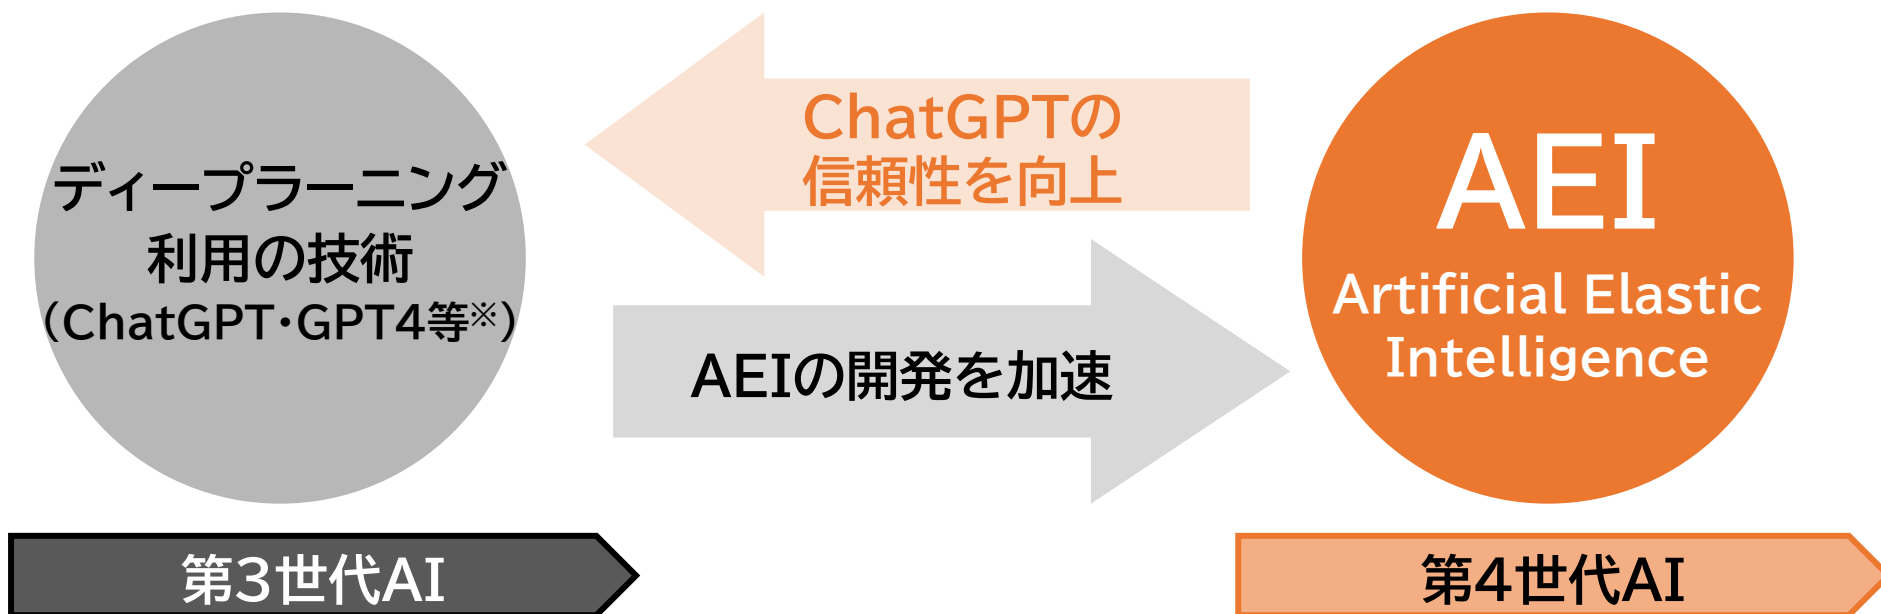 ディープラーニング
利用の技術
（ChatGPT・GPT4等※）
ChatGPTの
信頼性を向上
AEIの開発を加速
AEI
Artificial Elastic
Intelligence
第3世代AI
第4世代AI